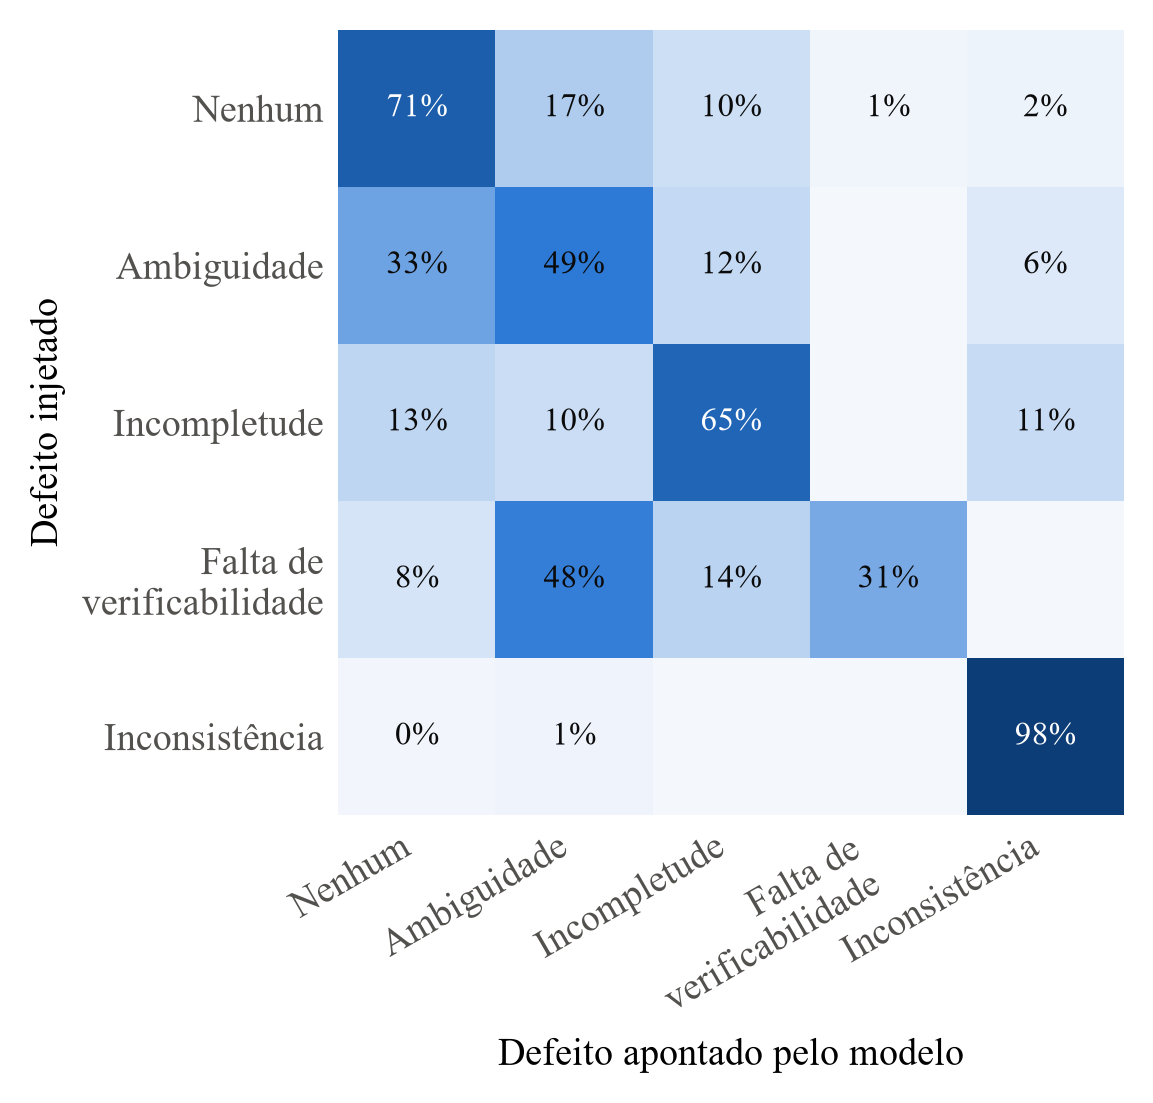 Nenhum 71% 17% 10% 1% 2%
Ambiguidade 33% 49% 12% 6%
Incompletude 13% 10% 65% 11%
Falta de
verificabilidade 8% 48% 14% 31%
Inconsistência 0% 1% 98%
Defeito injetado
Nenhum
Ambiguidade
Incompletude
Falta de
verificabilidade
Inconsistência
Defeito apontado pelo modelo